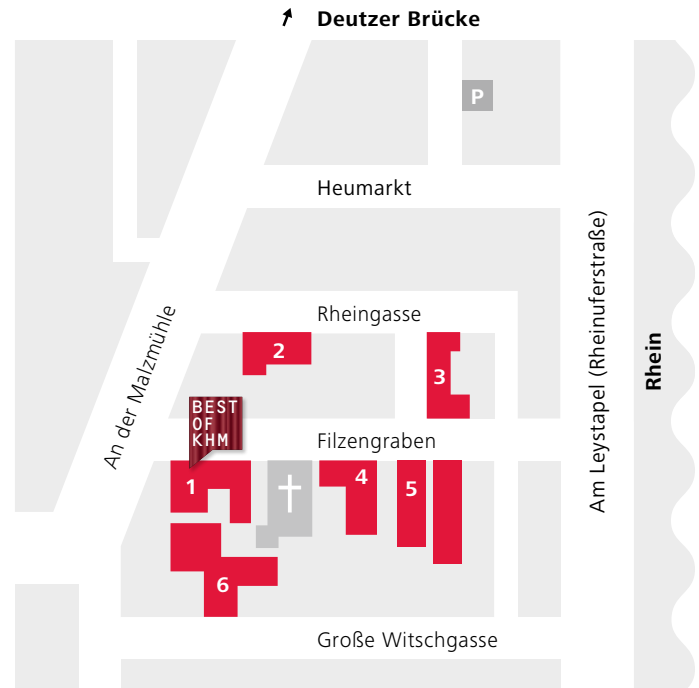 Deutzer Brücke
P
Heumarkt
Rheingasse
An der Malzmühle
Am Leystapel (Rheinuferstraße)
Rhein
2
3
BEST
OF
KHM
Filzengraben
1
4
5
6
Große Witschgasse